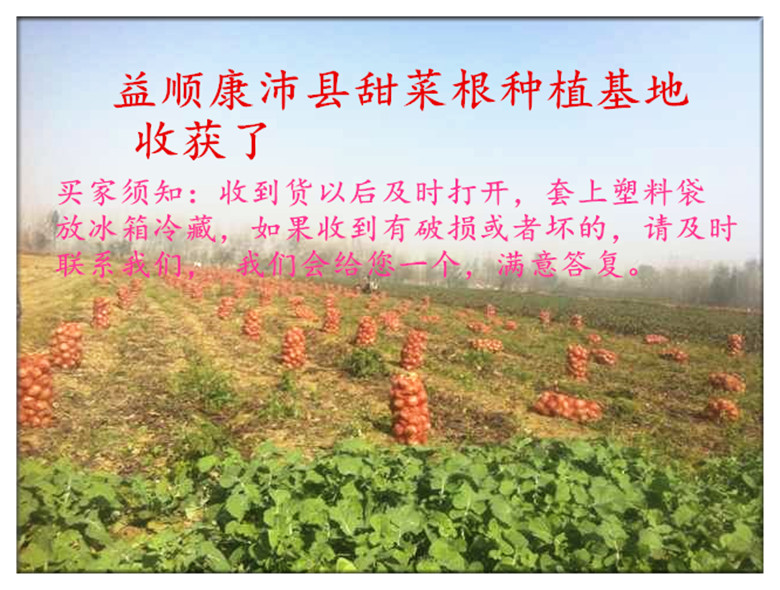 益顺康沛县甜菜根种植基地
收获了
买家须知：收到货以后及时打开，套上塑料袋
放冰箱冷藏，如果收到有破损或者坏的，请及时
联系我们， 我们会给您一个，满意答复。